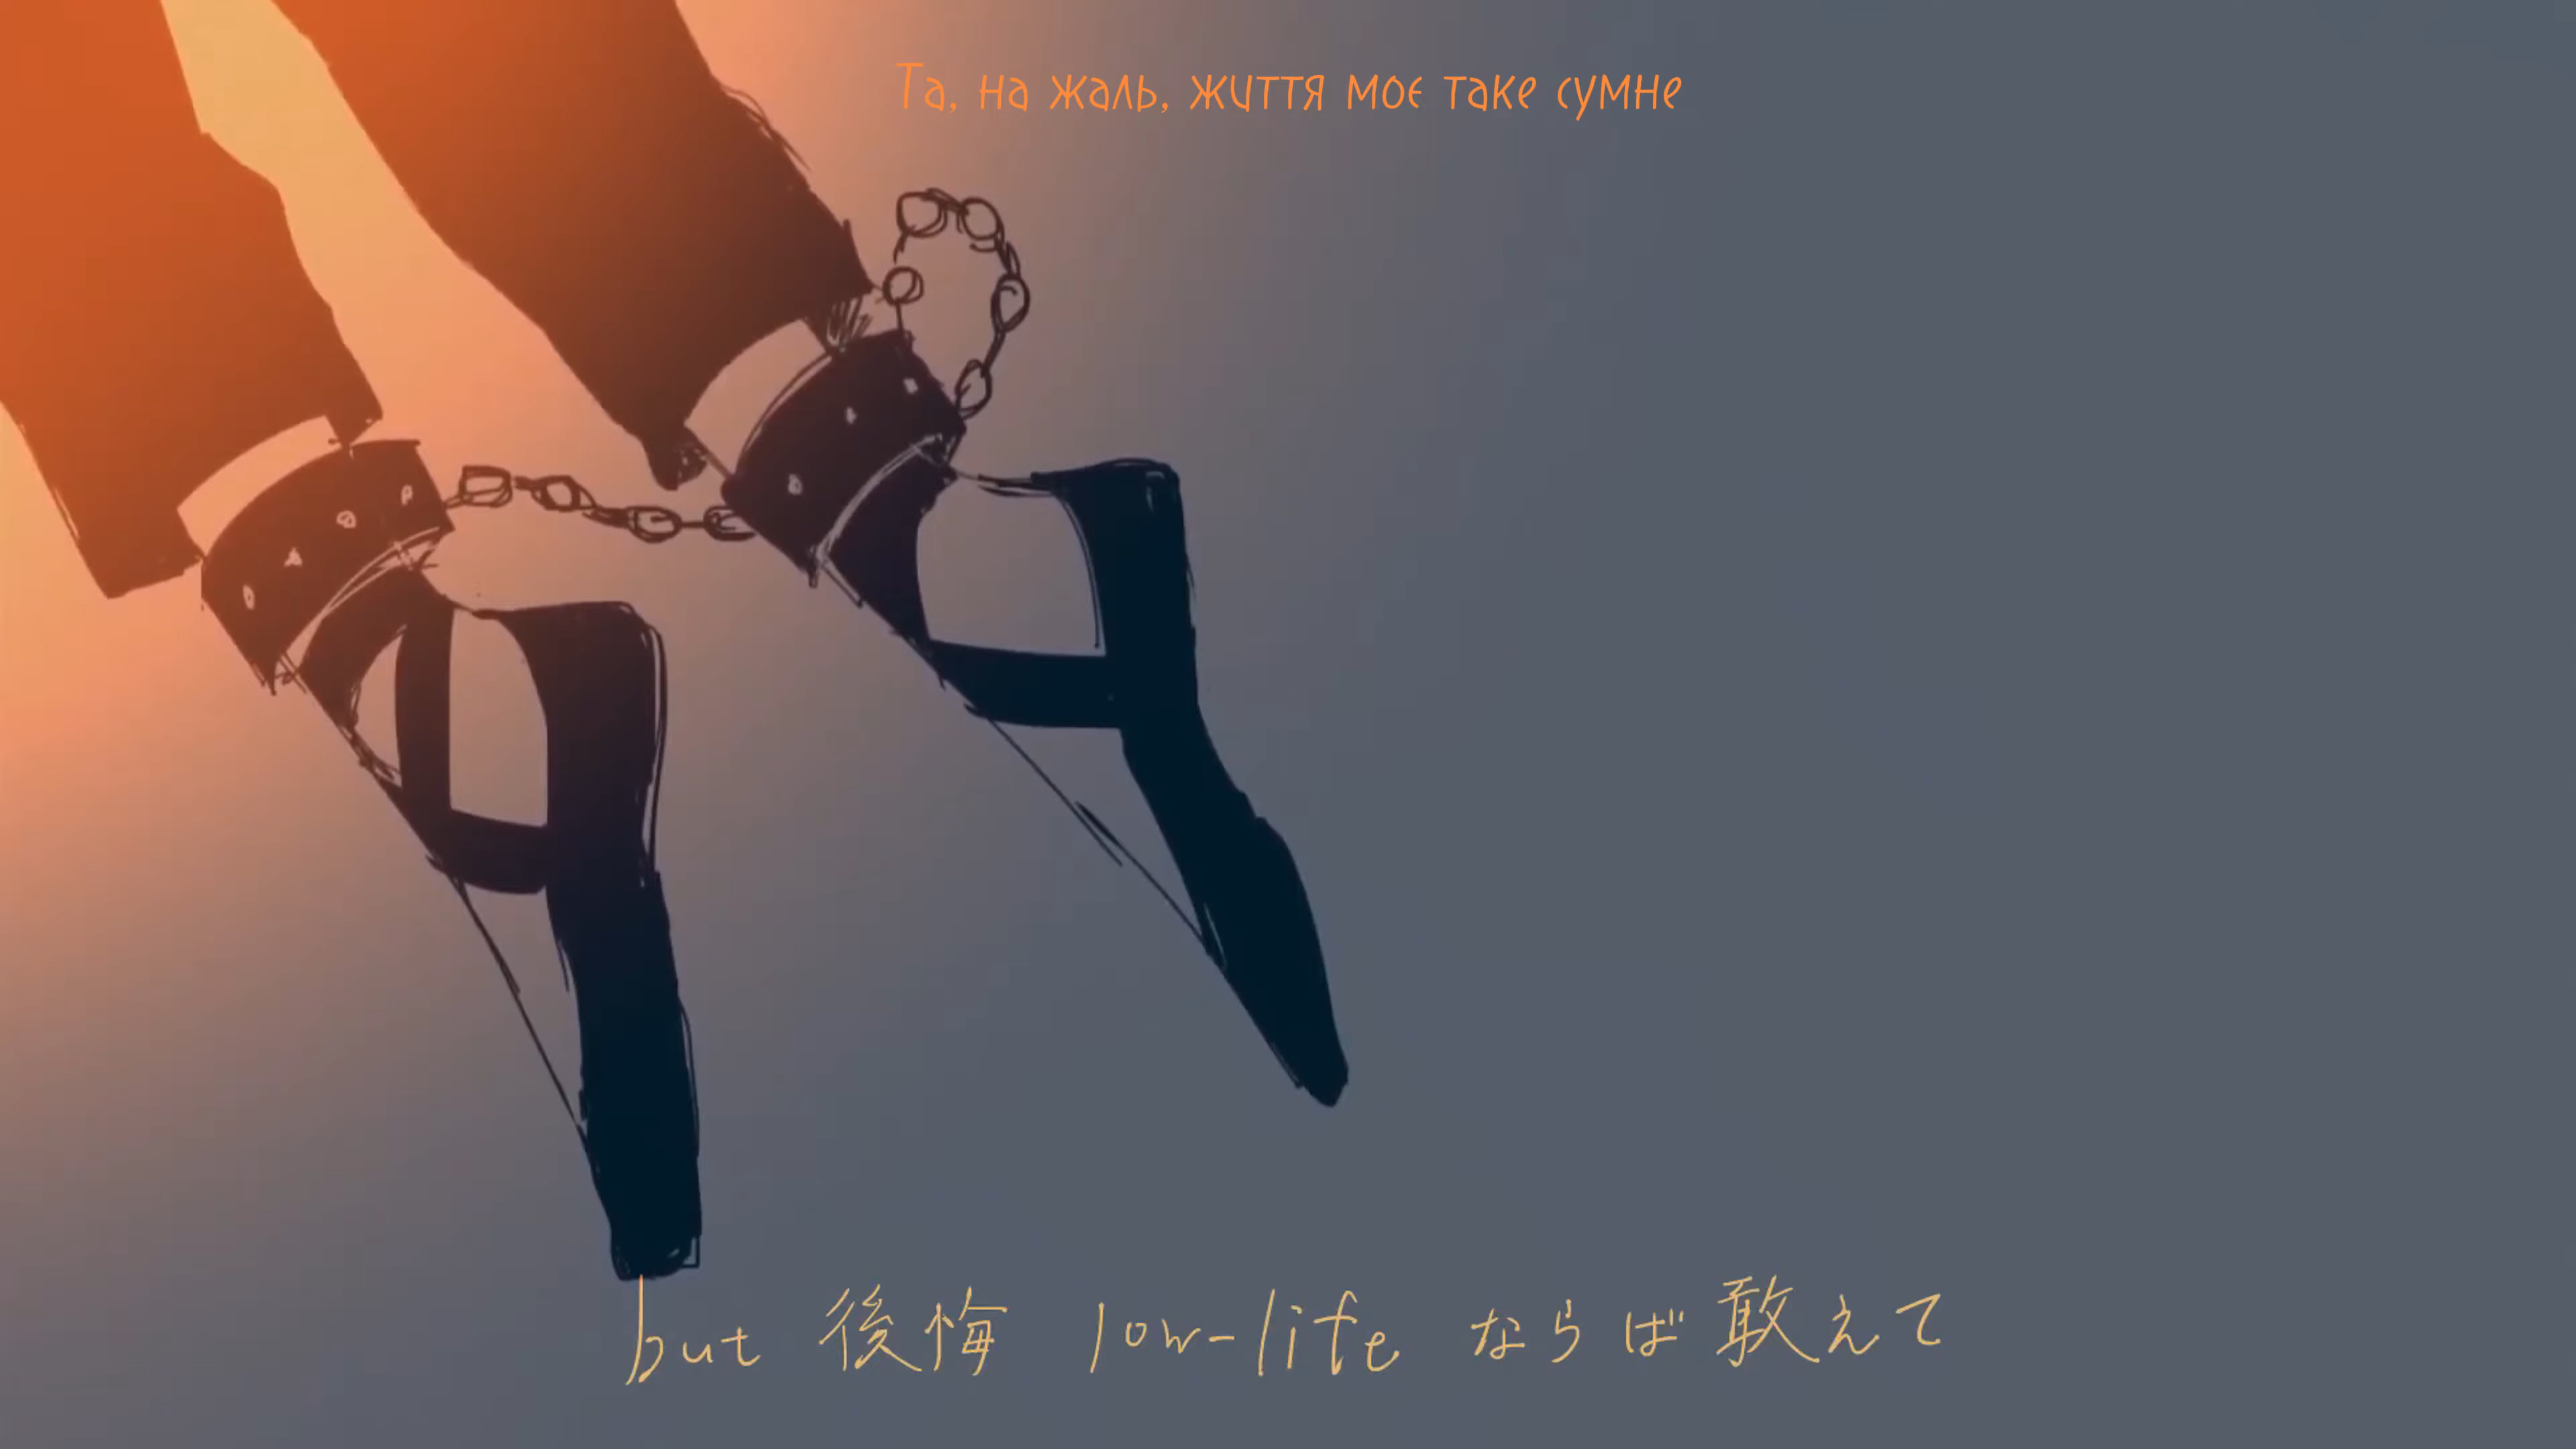 Та, на жаль, життя моє таке сумне
but 後悔 low-life ならば敢えて